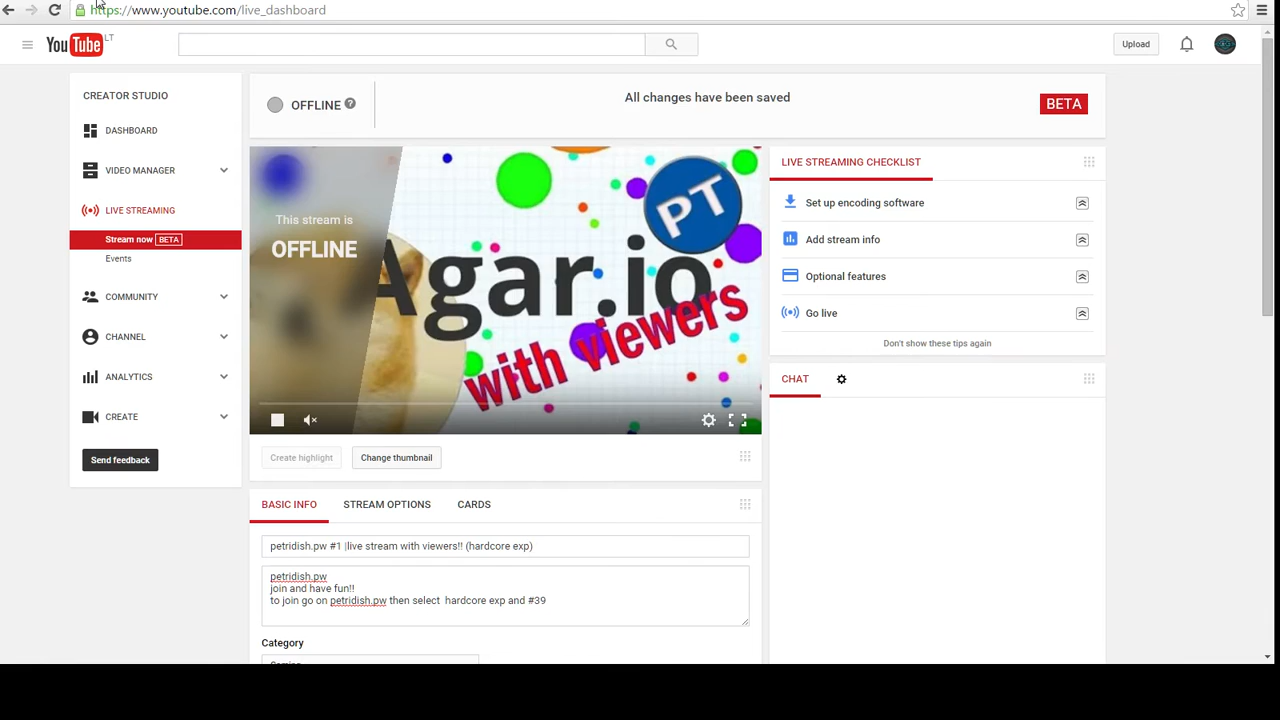 https://www.youtube.com/live_dashboard
YouTube LT
Upload
CREATOR STUDIO
DASHBOARD
VIDEO MANAGER
LIVE STREAMING
Stream now BETA
Events
COMMUNITY
CHANNEL
ANALYTICS
CREATE
Send feedback
OFFLINE ?
All changes have been saved
BETA
This stream is
OFFLINE
PT
Agar.io
with viewers
Create highlight
Change thumbnail
BASIC INFO
STREAM OPTIONS
CARDS
petridish.pw #1 |live stream with viewers!! (hardcore exp)
petridish.pw
join and have fun!!
to join go on petridish.pw then select hardcore exp and #39
Category
LIVE STREAMING CHECKLIST
Set up encoding software
Add stream info
Optional features
Go live
Don't show these tips again
CHAT